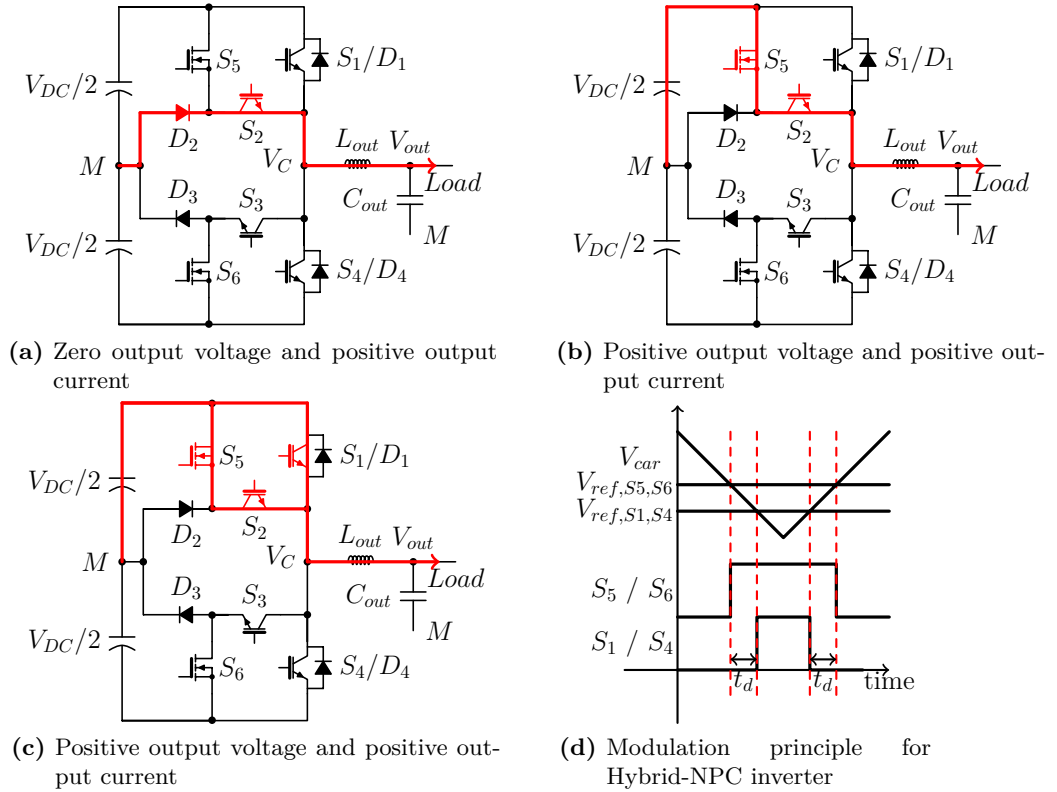 V_{DC}/2
S_5
S_1/D_1
D_2
S_2
M
V_C
L_{out}
V_{out}
D_3
S_3
C_{out}
Load
V_{DC}/2
S_6
S_4/D_4
M
(a) Zero output voltage and positive output
current
V_{DC}/2
S_5
S_1/D_1
D_2
S_2
M
V_C
L_{out}
V_{out}
D_3
S_3
C_{out}
Load
V_{DC}/2
S_6
S_4/D_4
M
(b) Positive output voltage and positive out-
put current
V_{DC}/2
S_5
S_1/D_1
D_2
S_2
M
V_C
L_{out}
V_{out}
D_3
S_3
C_{out}
Load
V_{DC}/2
S_6
S_4/D_4
M
(c) Positive output voltage and positive out-
put current
V_{car}
V_{ref,S5,S6}
V_{ref,S1,S4}
S_5 / S_6
S_1 / S_4
t_d
t_d
time
(d) Modulation principle for
Hybrid-NPC inverter